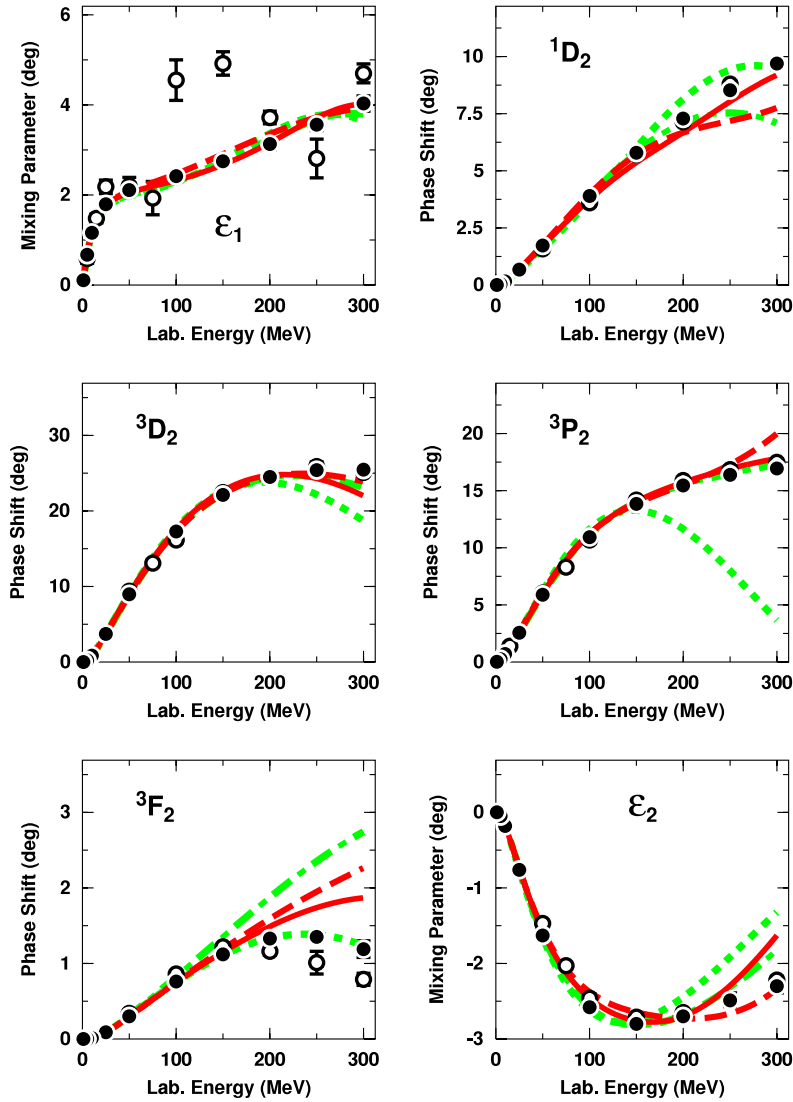 6
4
2
0
Mixing Parameter (deg)
ε₁
0 100 200 300
Lab. Energy (MeV)
10
7.5
5
2.5
0
Phase Shift (deg)
¹D₂
0 100 200 300
Lab. Energy (MeV)
30
20
10
0
Phase Shift (deg)
³D₂
0 100 200 300
Lab. Energy (MeV)
20
15
10
5
0
Phase Shift (deg)
³P₂
0 100 200 300
Lab. Energy (MeV)
3
2
1
0
Phase Shift (deg)
³F₂
0 100 200 300
Lab. Energy (MeV)
0
-1
-2
-3
Mixing Parameter (deg)
ε₂
0 100 200 300
Lab. Energy (MeV)